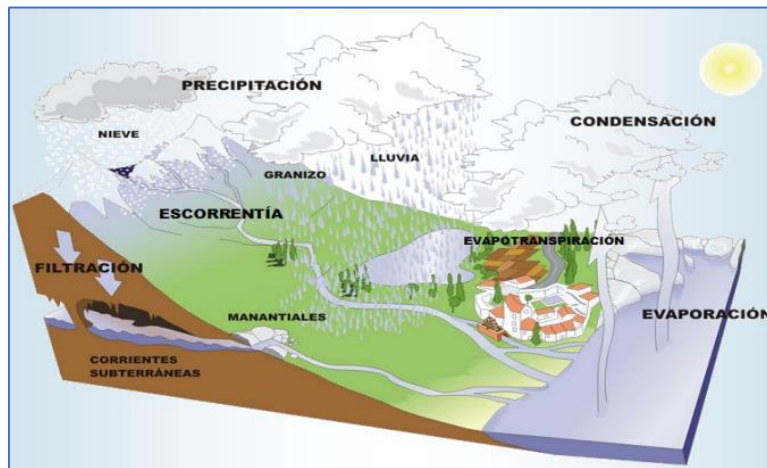 PRECIPITACIÓN
NIEVE
CONDENSACIÓN
LLUVIA
GRANIZO
ESCORRENTÍA
EVAPOTRANSPIRACIÓN
FILTRACIÓN
MANANTIALES
EVAPORACIÓN
CORRIENTES
SUBTERRÁNEAS